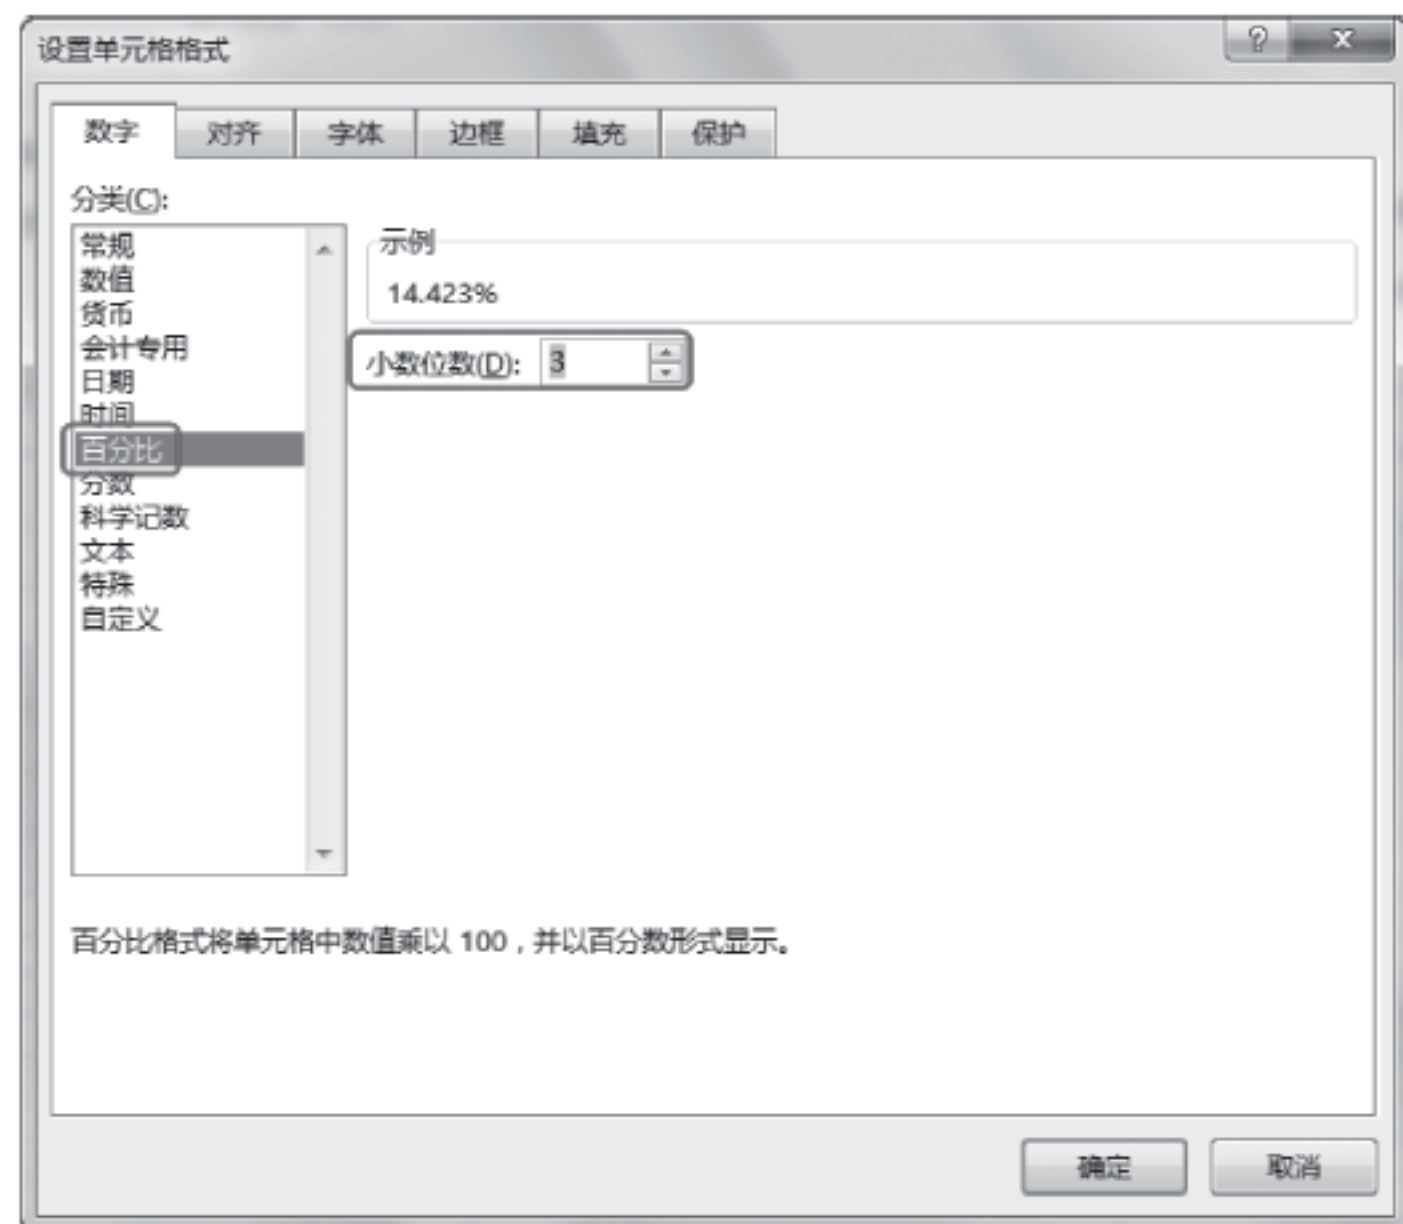 设置单元格格式
数字 对齐 字体 边框 填充 保护
分类(C):
常规
数值
货币
会计专用
日期
时间
百分比
分数
科学记数
文本
特殊
自定义
示例
14.423%
小数位数(D): 3
百分比格式将单元格中数值乘以 100，并以百分数形式显示。
确定 取消